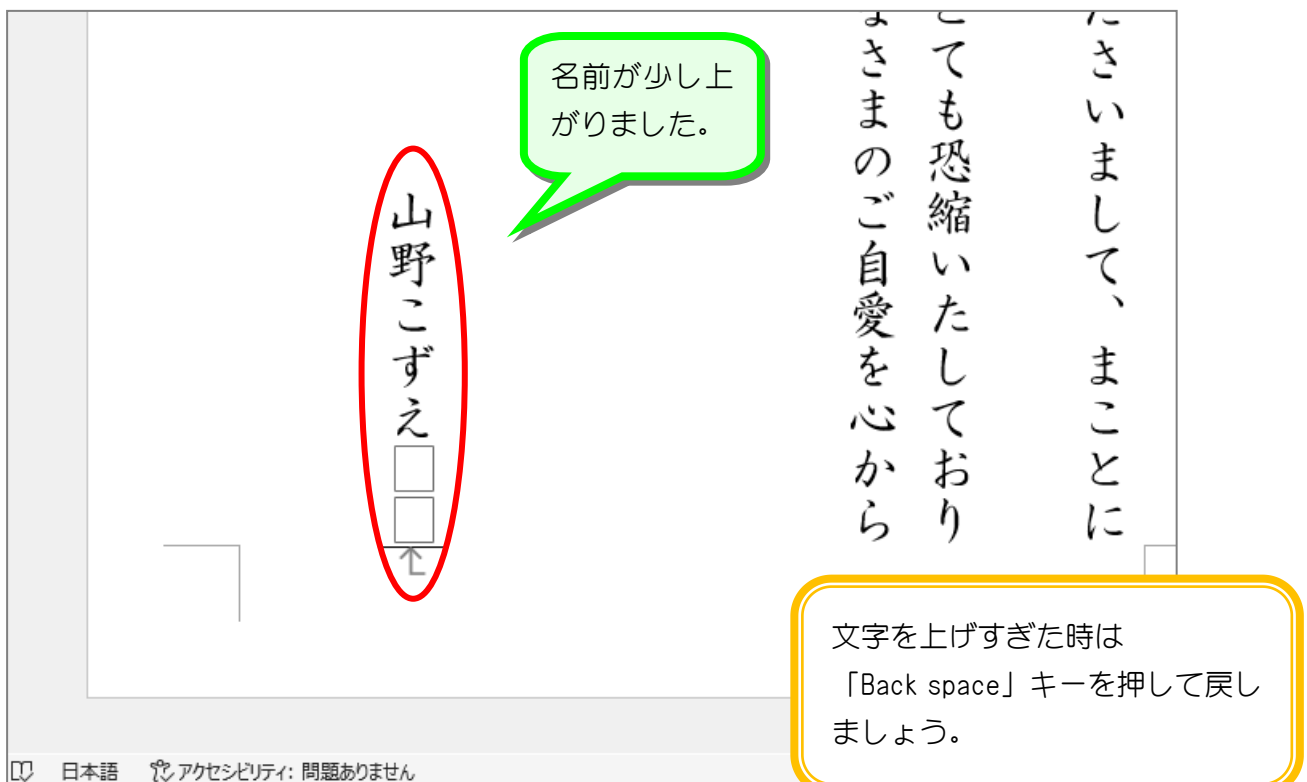 ださいまして、まことに
とても恐縮いたしており
なさまのご自愛を心から
山野こずえ□□
名前が少し上
がりました。
文字を上げすぎた時は
「Back space」キーを押して戻し
ましょう。
日本語 アクセシビリティ: 問題ありません